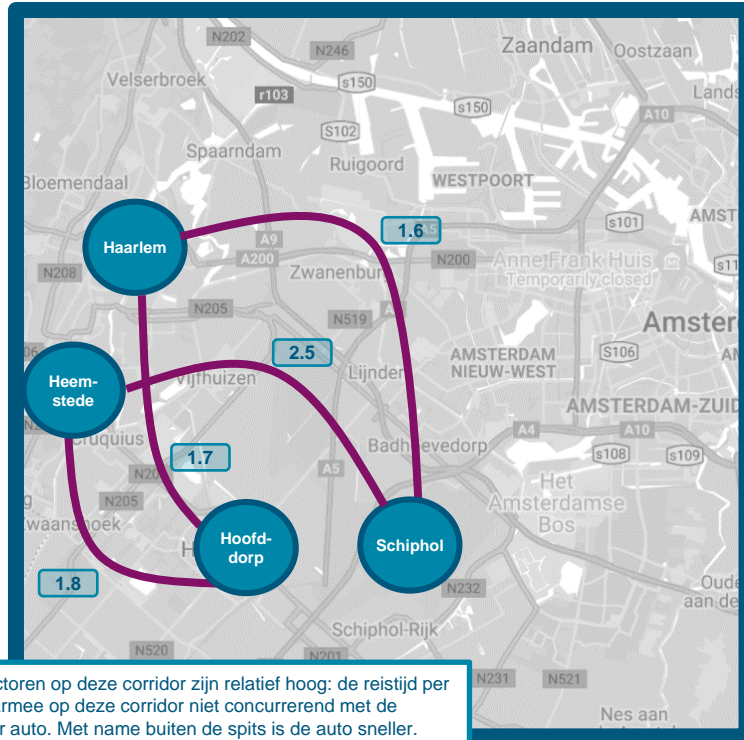 N202
N246
Zaandam
Oostzaan
Velserbroek
s150
Lands
r103
s150
A10
S102
Spaarndam
Ruigoord
WESTPOORT
Bloemendaal
s101
AMST
Haarlem
1.6
A9
A200
N200
Anne Frank Huis
Temporarily closed
N208
Zwanenbur
N205
N519
Amster
2.5
AMSTERDAM
NIEUW-WEST
S106
Heem-
stede
Vijfhuizen
Lijnden
AMSTERDAM-ZUID
Cruquius
A4
A10
Badhoevedorp
s108
s109
1.7
A5
N205
Het
Amsterdamse
Bos
Zwaanshoek
Hoofd-
dorp
Schiphol
1.8
N232
Oude
aan de
Schiphol-Rijk
N520
N201
N231
N521
Nes aan
ctoren op deze corridor zijn relatief hoog: de reistijd per
armee op deze corridor niet concurrerend met de
r auto. Met name buiten de spits is de auto sneller.